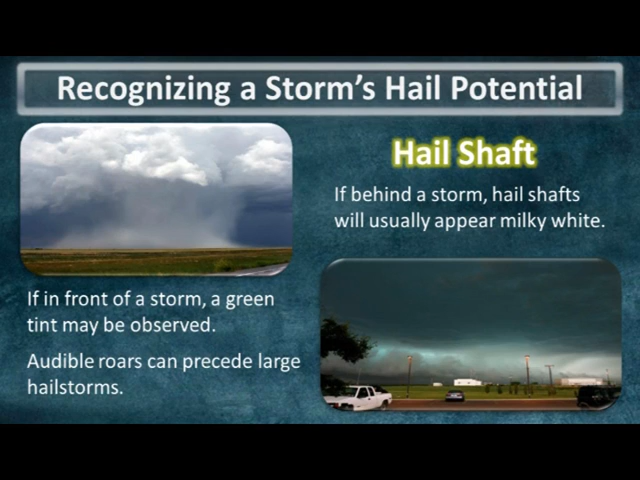 Recognizing a Storm's Hail Potential
Hail Shaft
If behind a storm, hail shafts
will usually appear milky white.
If in front of a storm, a green
tint may be observed.
Audible roars can precede large
hailstorms.